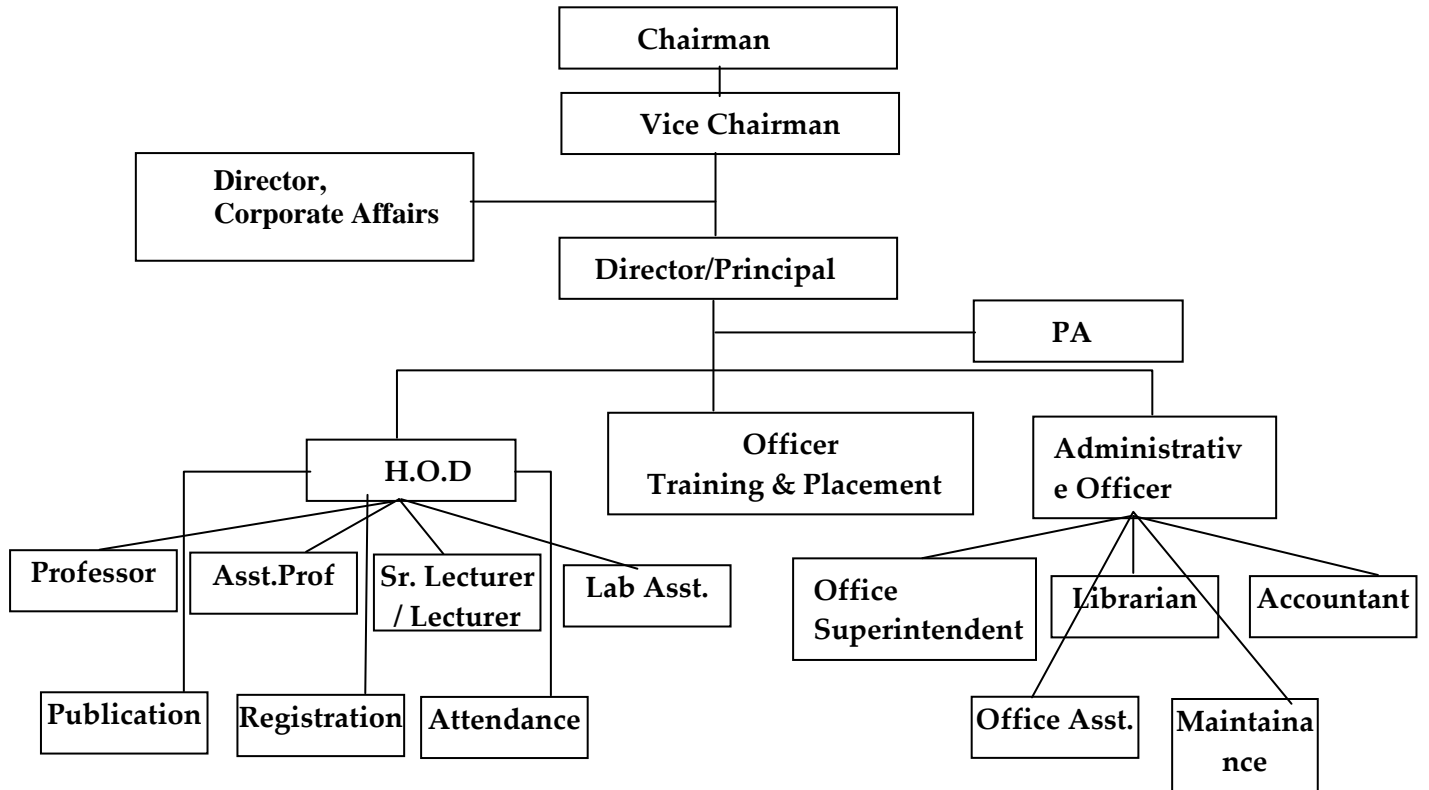 Chairman
Vice Chairman
Director,
Corporate Affairs
Director/Principal
PA
Officer
Training & Placement
Administrativ
e Officer
H.O.D
Professor
Asst.Prof
Sr. Lecturer
/ Lecturer
Lab Asst.
Office
Superintendent
Librarian
Accountant
Publication
Registration
Attendance
Office Asst.
Maintaina
nce